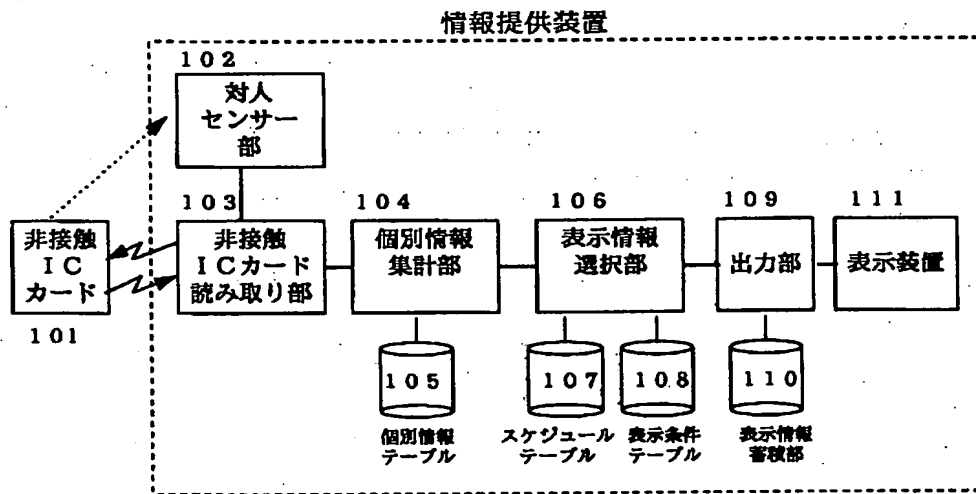 情報提供装置
102
対人
センサー
部
103
非接触
ICカード
読み取り部
非接触
IC
カード
101
104
個別情報
集計部
106
表示情報
選択部
109
出力部
111
表示装置
105
個別情報
テーブル
107
スケジュール
テーブル
108
表示条件
テーブル
110
表示情報
蓄積部